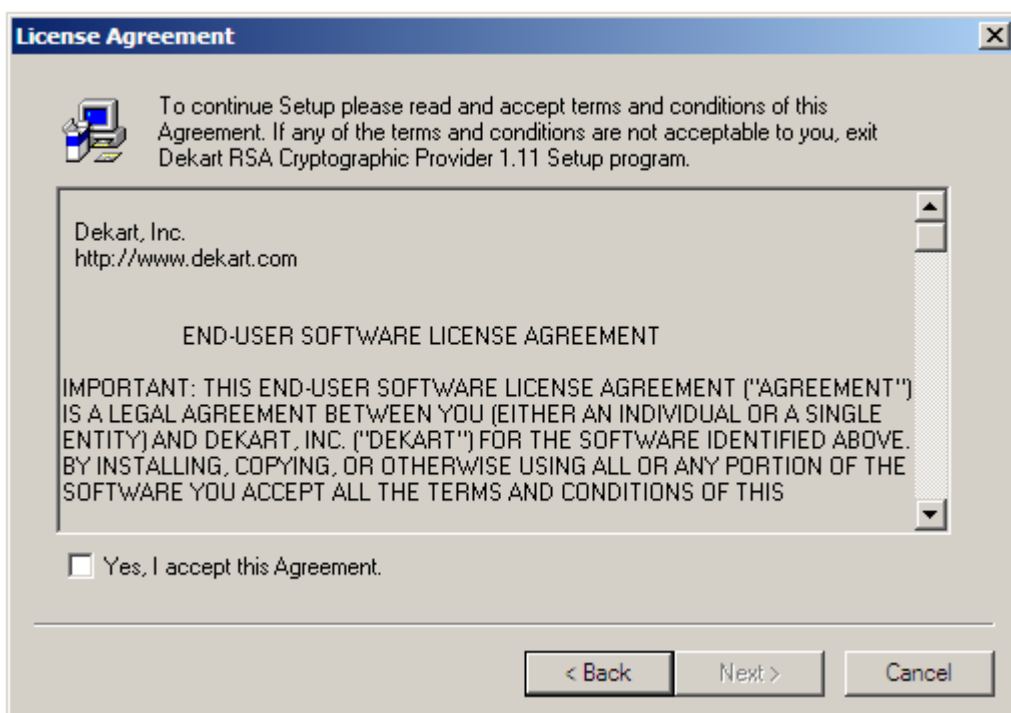 License Agreement
To continue Setup please read and accept terms and conditions of this
Agreement. If any of the terms and conditions are not acceptable to you, exit
Dekart RSA Cryptographic Provider 1.11 Setup program.
Dekart, Inc.
http://www.dekart.com
END-USER SOFTWARE LICENSE AGREEMENT
IMPORTANT: THIS END-USER SOFTWARE LICENSE AGREEMENT ("AGREEMENT")
IS A LEGAL AGREEMENT BETWEEN YOU (EITHER AN INDIVIDUAL OR A SINGLE
ENTITY) AND DEKART, INC. ("DEKART") FOR THE SOFTWARE IDENTIFIED ABOVE.
BY INSTALLING, COPYING, OR OTHERWISE USING ALL OR ANY PORTION OF THE
SOFTWARE YOU ACCEPT ALL THE TERMS AND CONDITIONS OF THIS
Yes, I accept this Agreement.
< Back Next > Cancel